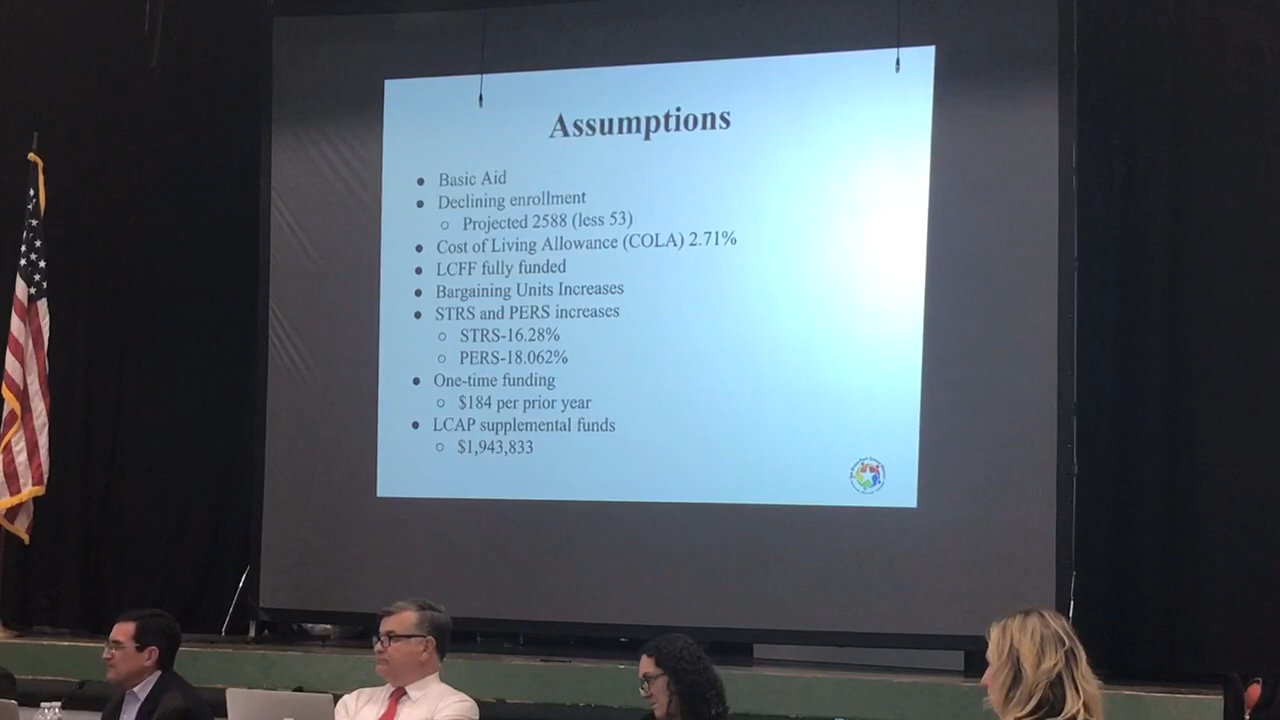 Assumptions
● Basic Aid
● Declining enrollment
○ Projected 2588 (less 53)
● Cost of Living Allowance (COLA) 2.71%
● LCFF fully funded
● Bargaining Units Increases
● STRS and PERS increases
○ STRS-16.28%
○ PERS-18.062%
● One-time funding
○ $184 per prior year
● LCAP supplemental funds
○ $1,943,833